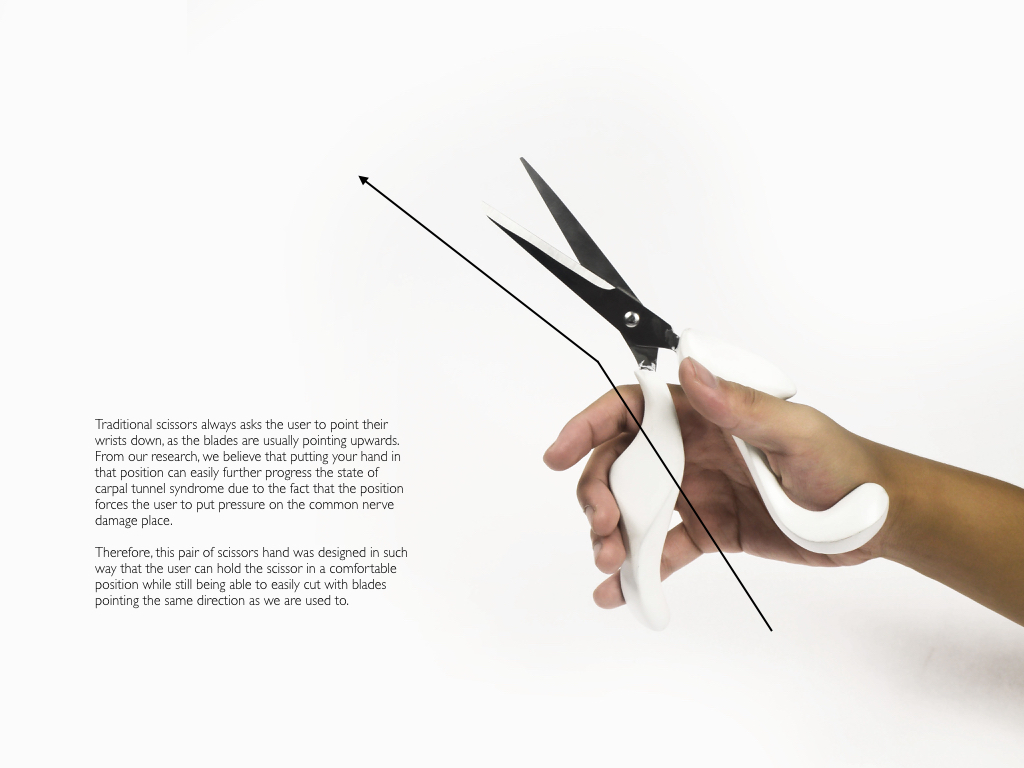 Traditional scissors always asks the user to point their
wrists down, as the blades are usually pointing upwards.
From our research, we believe that putting your hand in
that position can easily further progress the state of
carpal tunnel syndrome due to the fact that the position
forces the user to put pressure on the common nerve
damage place.
Therefore, this pair of scissors hand was designed in such
way that the user can hold the scissor in a comfortable
position while still being able to easily cut with blades
pointing the same direction as we are used to.